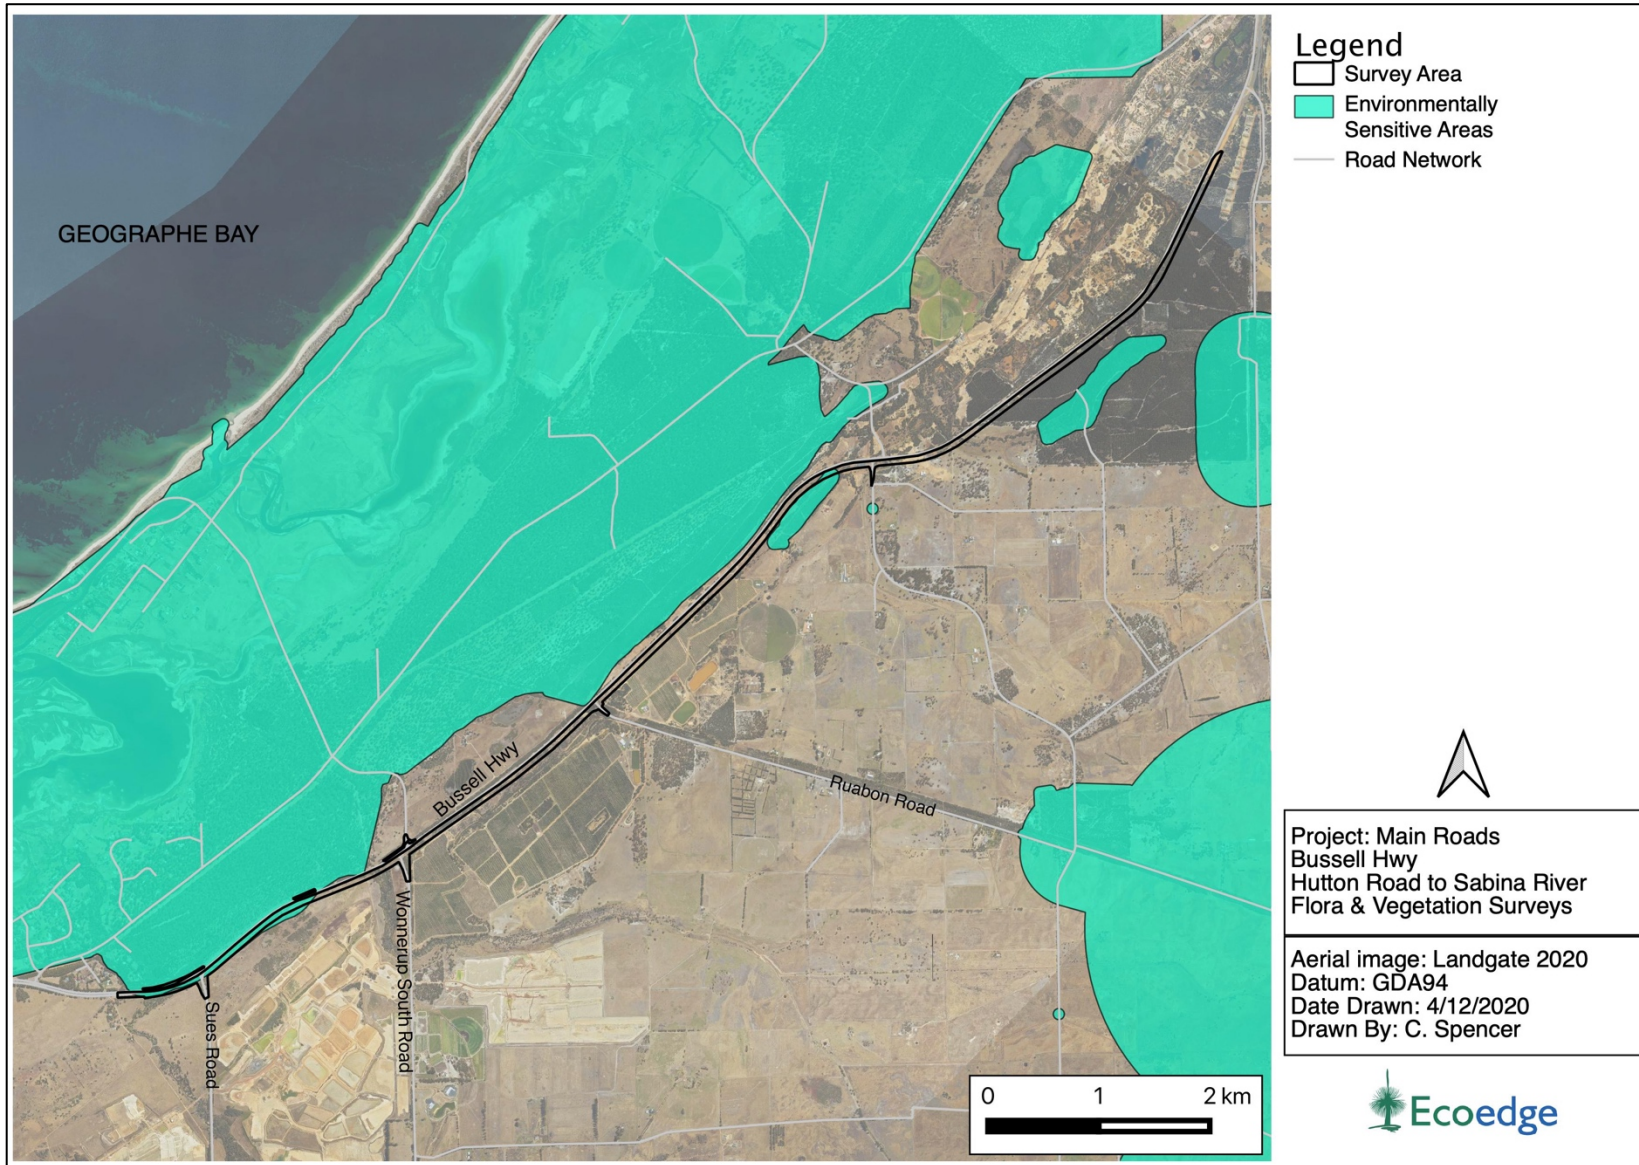 GEOGRAPHE BAY
Bussell Hwy
Ruabon Road
Wonnerup South Road
Sues Road
0 1 2 km
Legend
Survey Area
Environmentally
Sensitive Areas
Road Network
Project: Main Roads
Bussell Hwy
Hutton Road to Sabina River
Flora & Vegetation Surveys
Aerial image: Landgate 2020
Datum: GDA94
Date Drawn: 4/12/2020
Drawn By: C. Spencer
Ecoedge